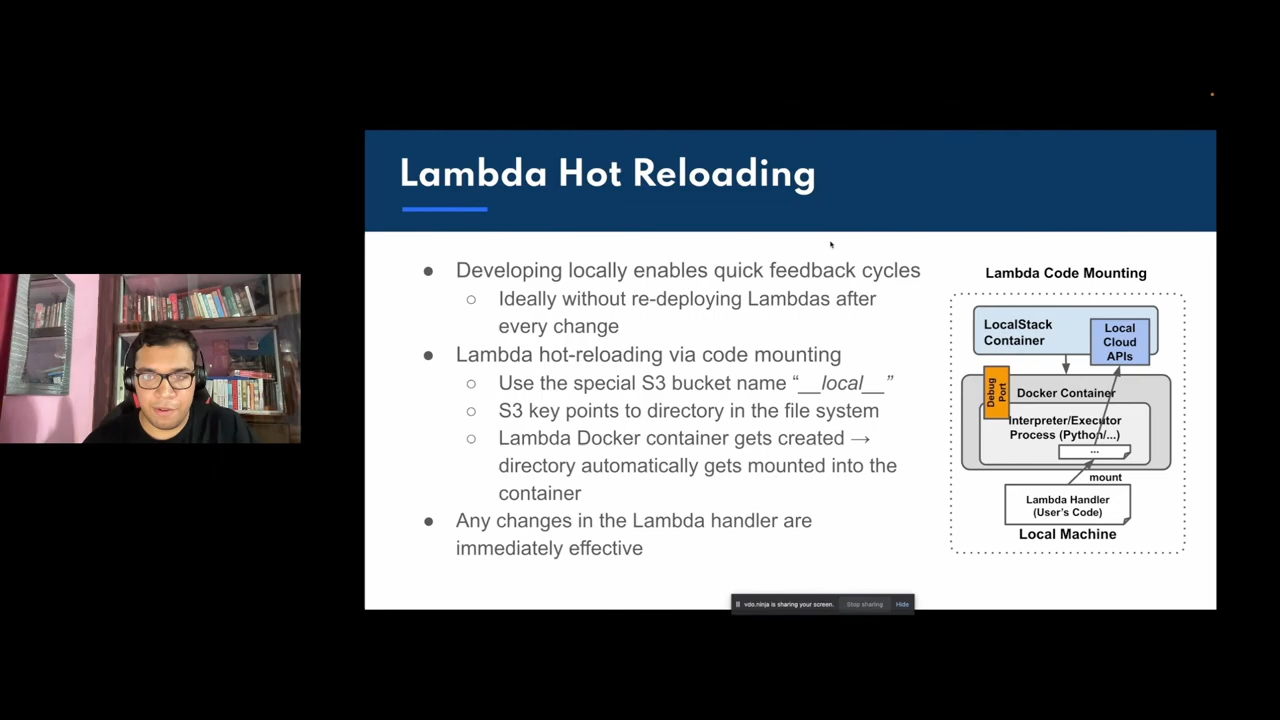 Lambda Hot Reloading
● Developing locally enables quick feedback cycles
○ Ideally without re-deploying Lambdas after
every change
● Lambda hot-reloading via code mounting
○ Use the special S3 bucket name “__local__”
○ S3 key points to directory in the file system
○ Lambda Docker container gets created →
directory automatically gets mounted into the
container
● Any changes in the Lambda handler are
immediately effective
Lambda Code Mounting
LocalStack
Container
Local
Cloud
APIs
Debug
Port
Docker Container
Interpreter/Executor
Process (Python/...)
...
mount
Lambda Handler
(User's Code)
Local Machine
vdo.ninja is sharing your screen. Stop sharing Hide